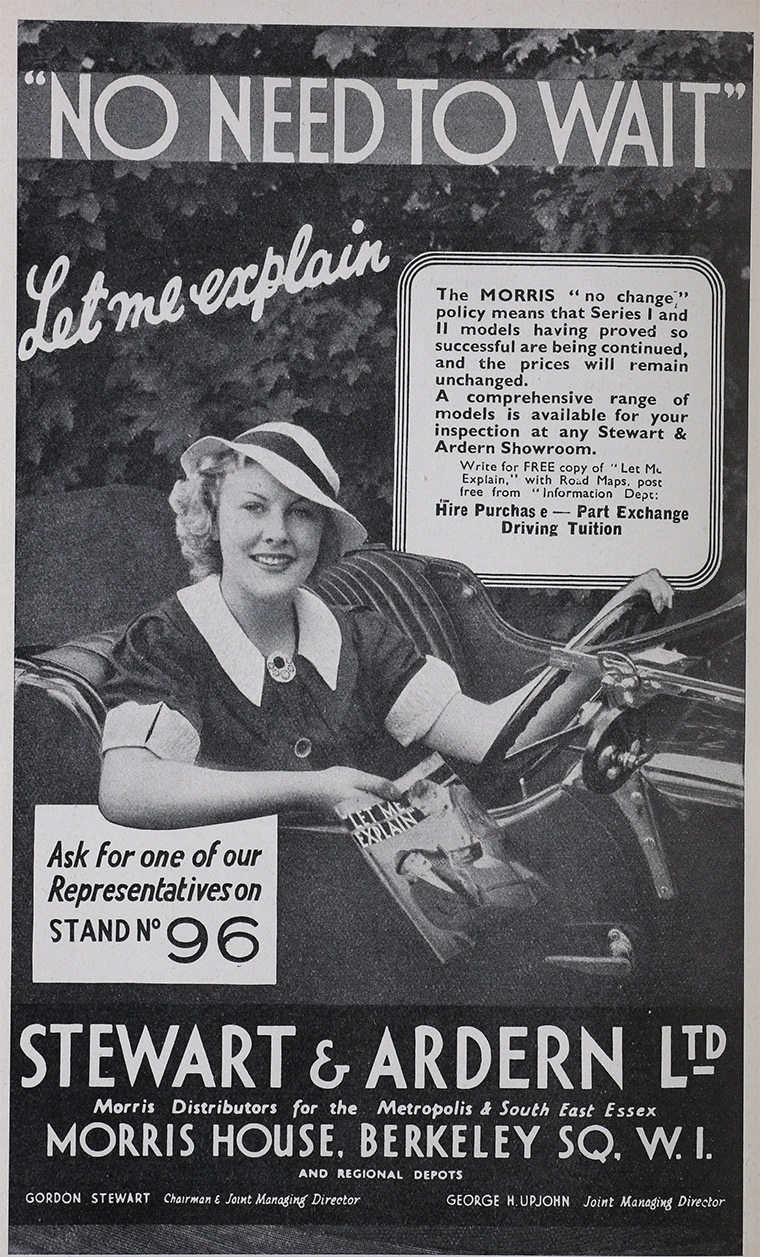 "NO NEED TO WAIT"
Let me explain
The MORRIS "no change,"
policy means that Series I and
II models having proved so
successful are being continued,
and the prices will remain
unchanged.
A comprehensive range of
models is available for your
inspection at any Stewart &
Ardern Showroom.
Write for FREE copy of "Let Me
Explain," with Road Maps, post
free from "Information Dept:
Hire Purchase — Part Exchange
Driving Tuition
"LET ME
EXPLAIN"
Ask for one of our
Representatives on
STAND No 96
STEWART & ARDERN LTD
Morris Distributors for the Metropolis & South East Essex
MORRIS HOUSE, BERKELEY SQ, W. I.
AND REGIONAL DEPOTS
GORDON STEWART Chairman & Joint Managing Director GEORGE H. UPJOHN Joint Managing Director